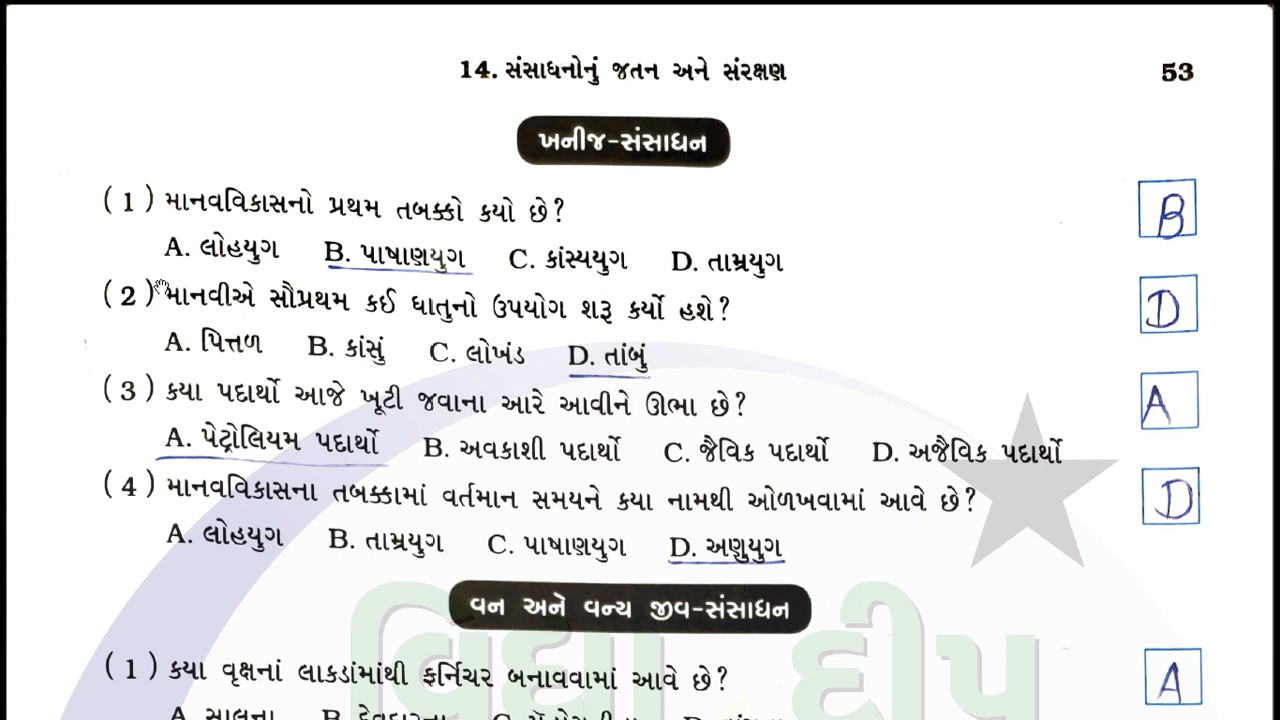 14. સંસાધનોનું જતન અને સંરક્ષણ 53
ખનીજ-સંસાધન
(1) માનવવિકાસનો પ્રથમ તબક્કો કયો છે? B
A. લોહયુગ B. પાષાણયુગ C. કાંસ્યયુગ D. તામ્રયુગ
(2) માનવીએ સૌપ્રથમ કઈ ધાતુનો ઉપયોગ શરૂ કર્યો હશે? D
A. પિત્તળ B. કાંસું C. લોખંડ D. તાંબું
(3) કયા પદાર્થો આજે ખૂટી જવાના આરે આવીને ઊભા છે? A
A. પેટ્રોલિયમ પદાર્થો B. અવકાશી પદાર્થો C. જૈવિક પદાર્થો D. અજૈવિક પદાર્થો
(4) માનવવિકાસના તબક્કામાં વર્તમાન સમયને કયા નામથી ઓળખવામાં આવે છે? D
A. લોહયુગ B. તામ્રયુગ C. પાષાણયુગ D. અણુયુગ
વન અને વન્ય જીવ-સંસાધન
વિદ્યા દીપ
(1) કયા વૃક્ષનાં લાકડાંમાંથી ફર્નિચર બનાવવામાં આવે છે? A
A. સાલના B. દેવદારના C. D.